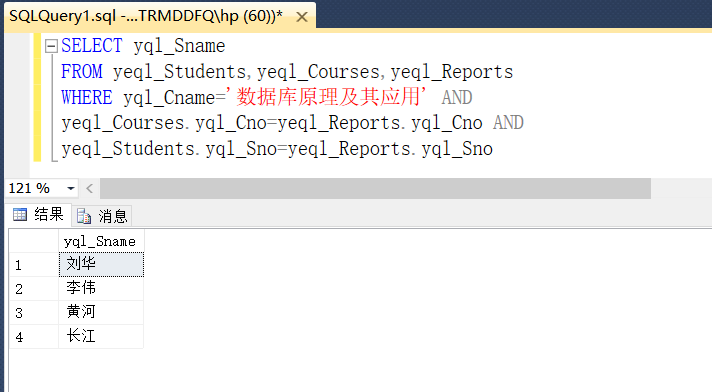 SQLQuery1.sql -...TRMDDFQ\hp (60))* ×
SELECT yql_Sname
FROM yeql_Students,yeql_Courses,yeql_Reports
WHERE yql_Cname='数据库原理及其应用' AND
yeql_Courses.yql_Cno=yeql_Reports.yql_Cno AND
yeql_Students.yql_Sno=yeql_Reports.yql_Sno
121 %
结果 消息
yql_Sname
1 刘华
2 李伟
3 黄河
4 长江